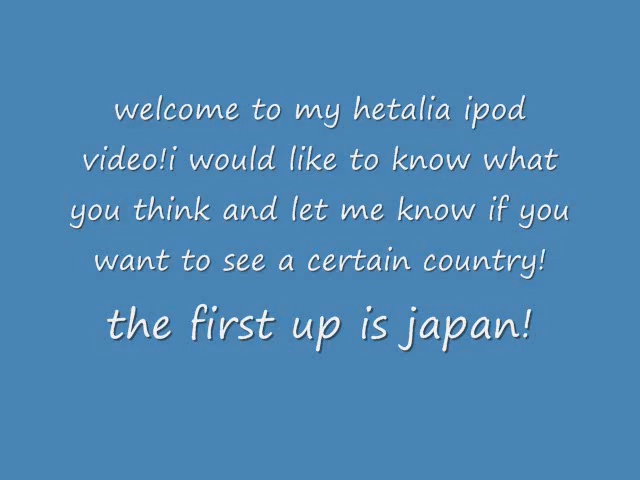 welcome to my hetalia ipod
video!i would like to know what
you think and let me know if you
want to see a certain country!
the first up is japan!